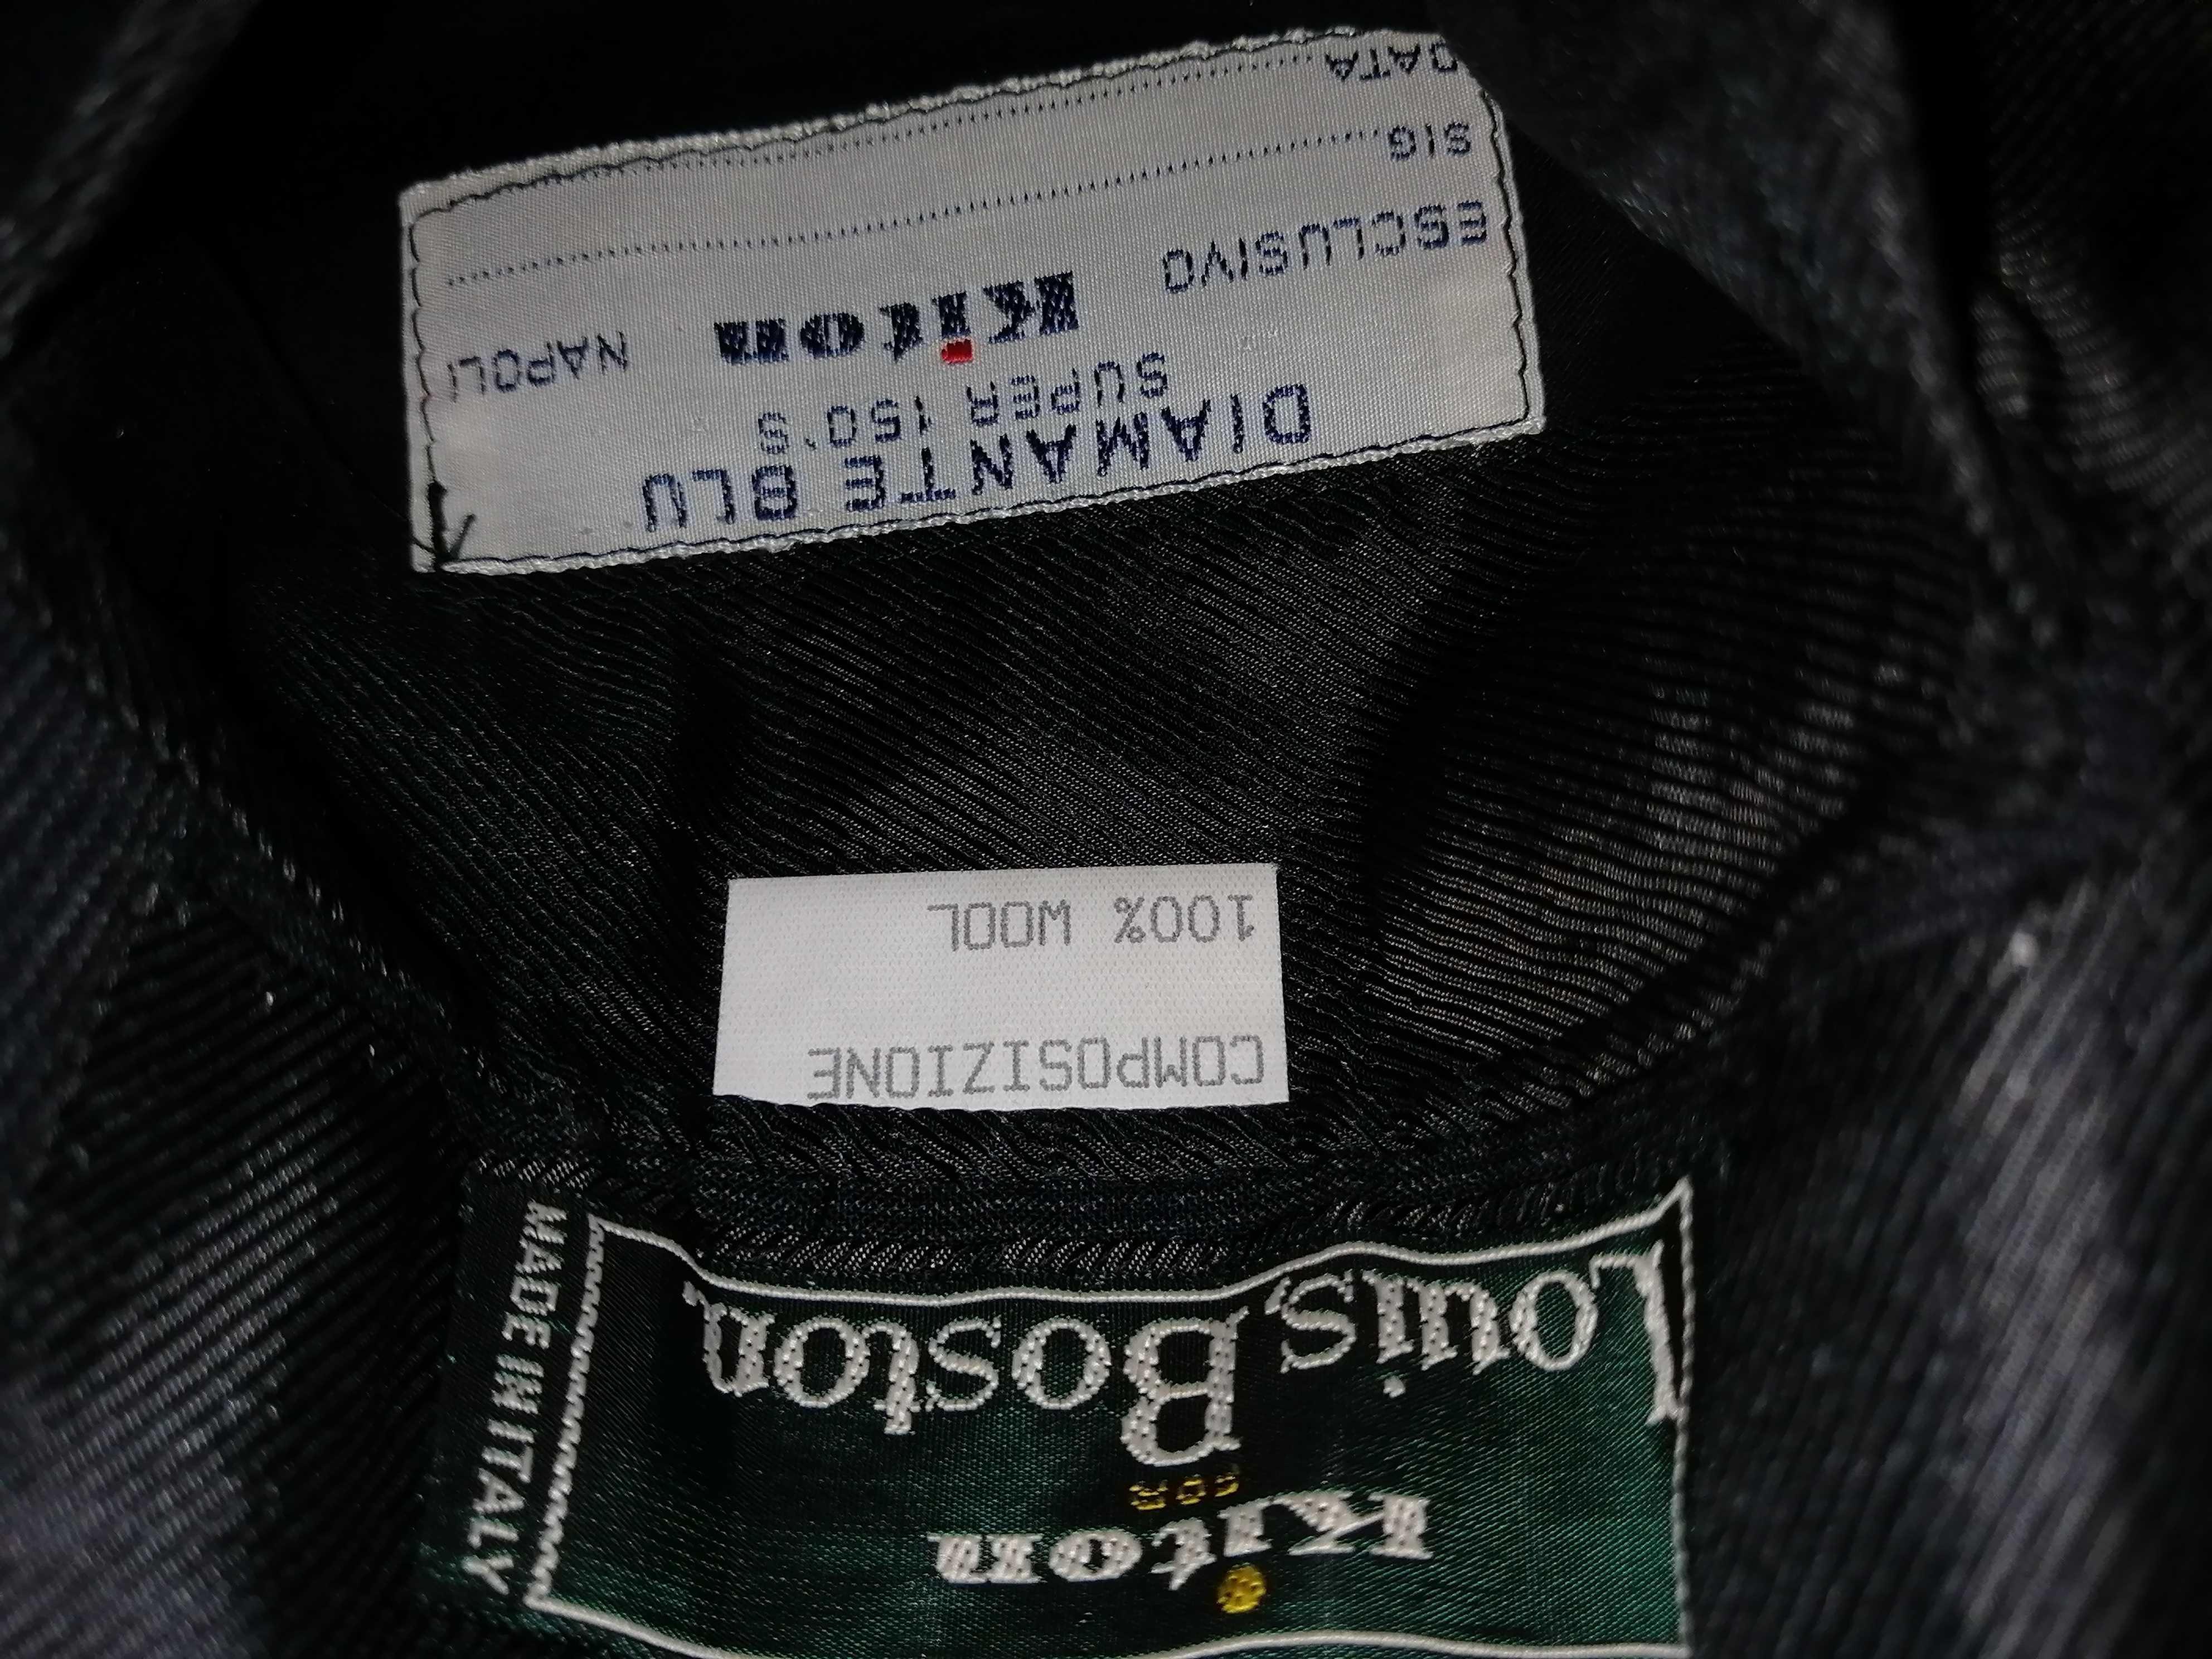 Kiton
FOR
Louis, Boston.
MADE IN ITALY
COMPOSIZIONE
100% WOOL
DIAMANTE BLU
SUPER 150'S
Kiton NAPOLI
ESCLUSIVO
SIG
DATA